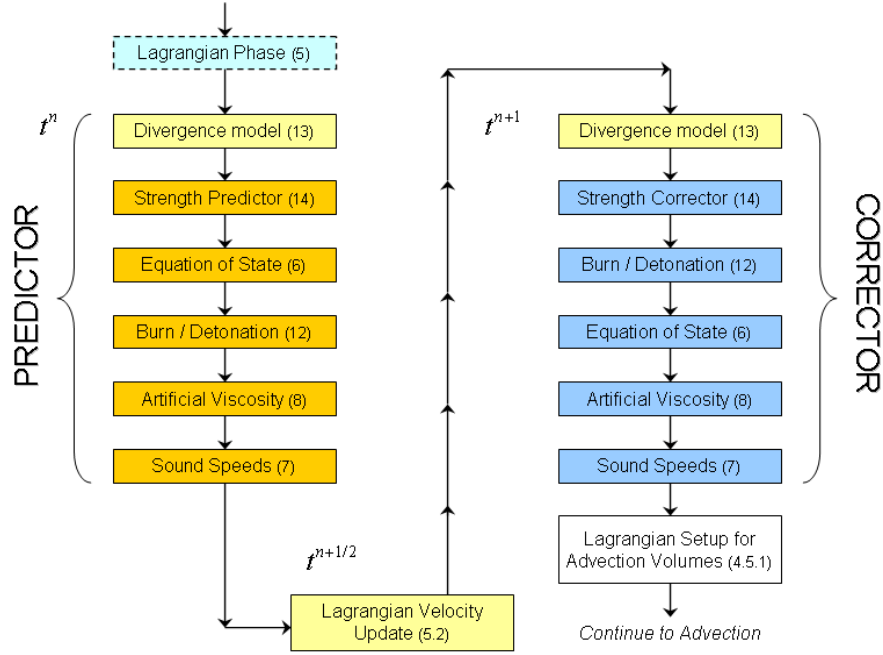 Lagrangian Phase (5)
t^n
PREDICTOR
Divergence model (13)
Strength Predictor (14)
Equation of State (6)
Burn / Detonation (12)
Artificial Viscosity (8)
Sound Speeds (7)
t^{n+1/2}
Lagrangian Velocity
Update (5.2)
t^{n+1}
Divergence model (13)
Strength Corrector (14)
Burn / Detonation (12)
Equation of State (6)
Artificial Viscosity (8)
Sound Speeds (7)
CORRECTOR
Lagrangian Setup for
Advection Volumes (4.5.1)
Continue to Advection